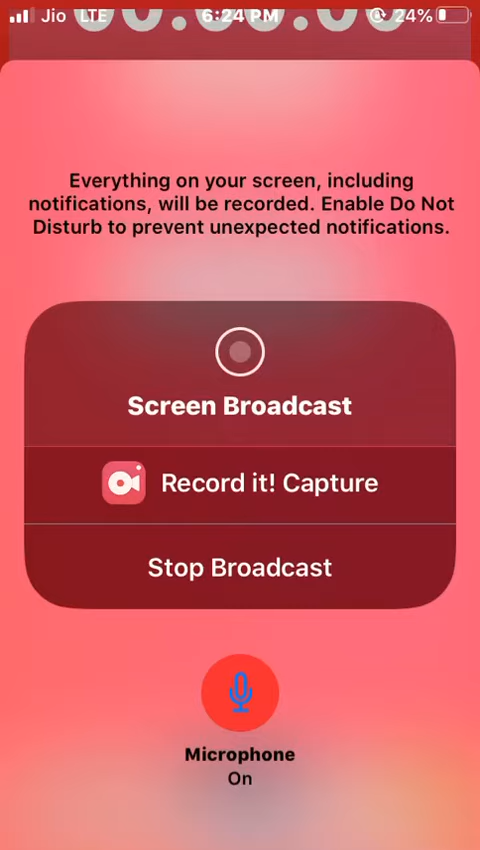 Jio LTE 6:24 PM 24%
Everything on your screen, including
notifications, will be recorded. Enable Do Not
Disturb to prevent unexpected notifications.
Screen Broadcast
Record it! Capture
Stop Broadcast
Microphone
On